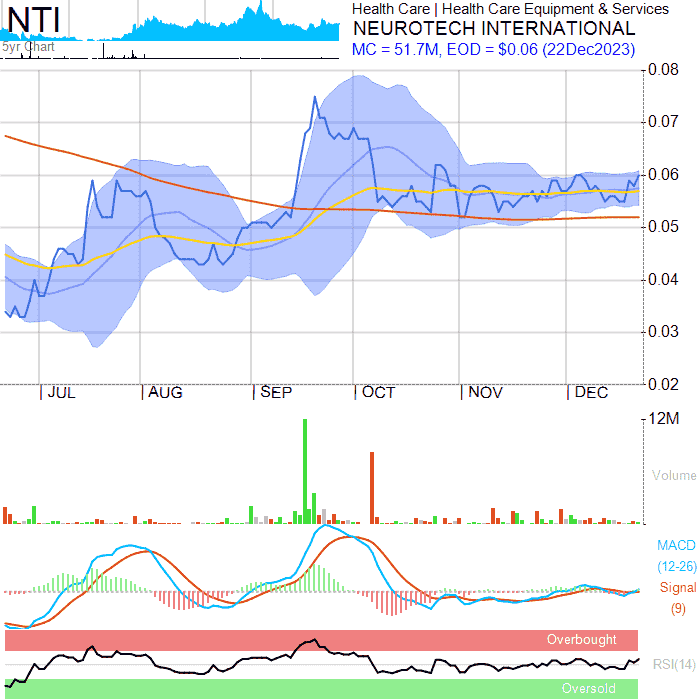 NTI
5yr Chart
Health Care | Health Care Equipment & Services
NEUROTECH INTERNATIONAL
MC = 51.7M, EOD = $0.06 (22Dec2023)
0.08
0.07
0.06
0.05
0.04
0.03
0.02
JUL AUG SEP OCT NOV DEC
12M
Volume
MACD
(12-26)
Signal
(9)
Overbought
RSI(14)
Oversold